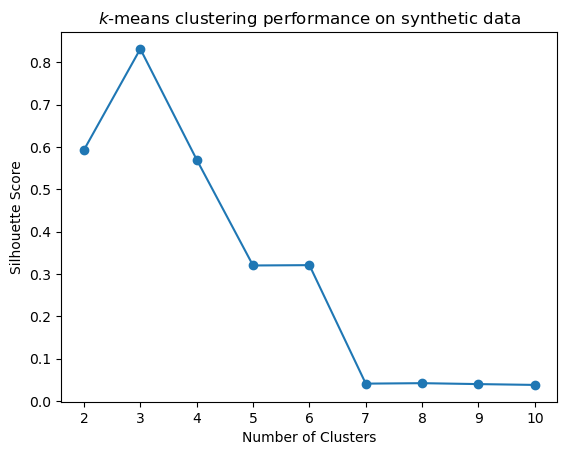 k-means clustering performance on synthetic data
Silhouette Score
0.8
0.7
0.6
0.5
0.4
0.3
0.2
0.1
0.0
2 3 4 5 6 7 8 9 10
Number of Clusters